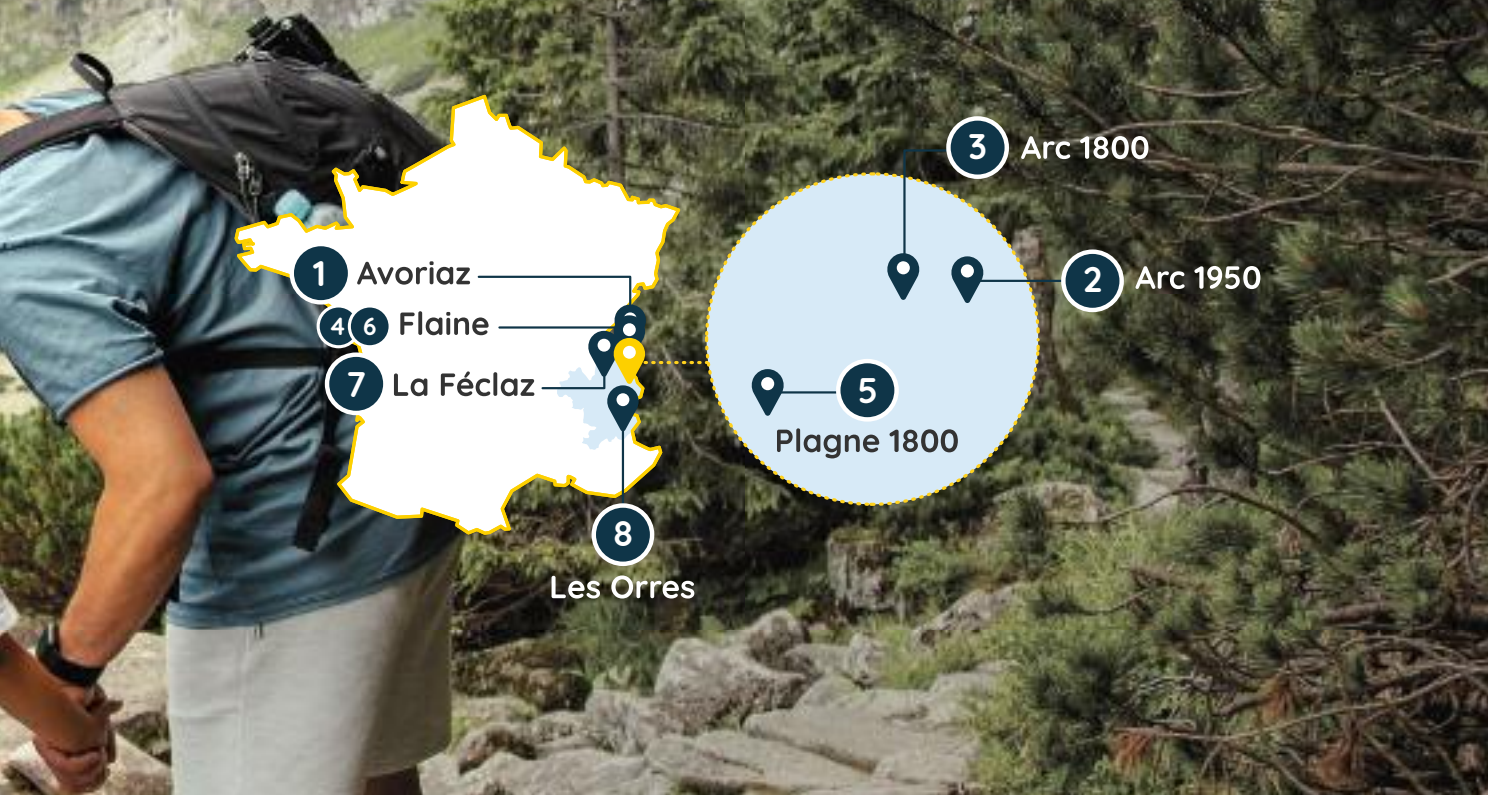 3 Arc 1800
1 Avoriaz
2 Arc 1950
4 6 Flaine
7 La Féclaz
5
Plagne 1800
8
Les Orres